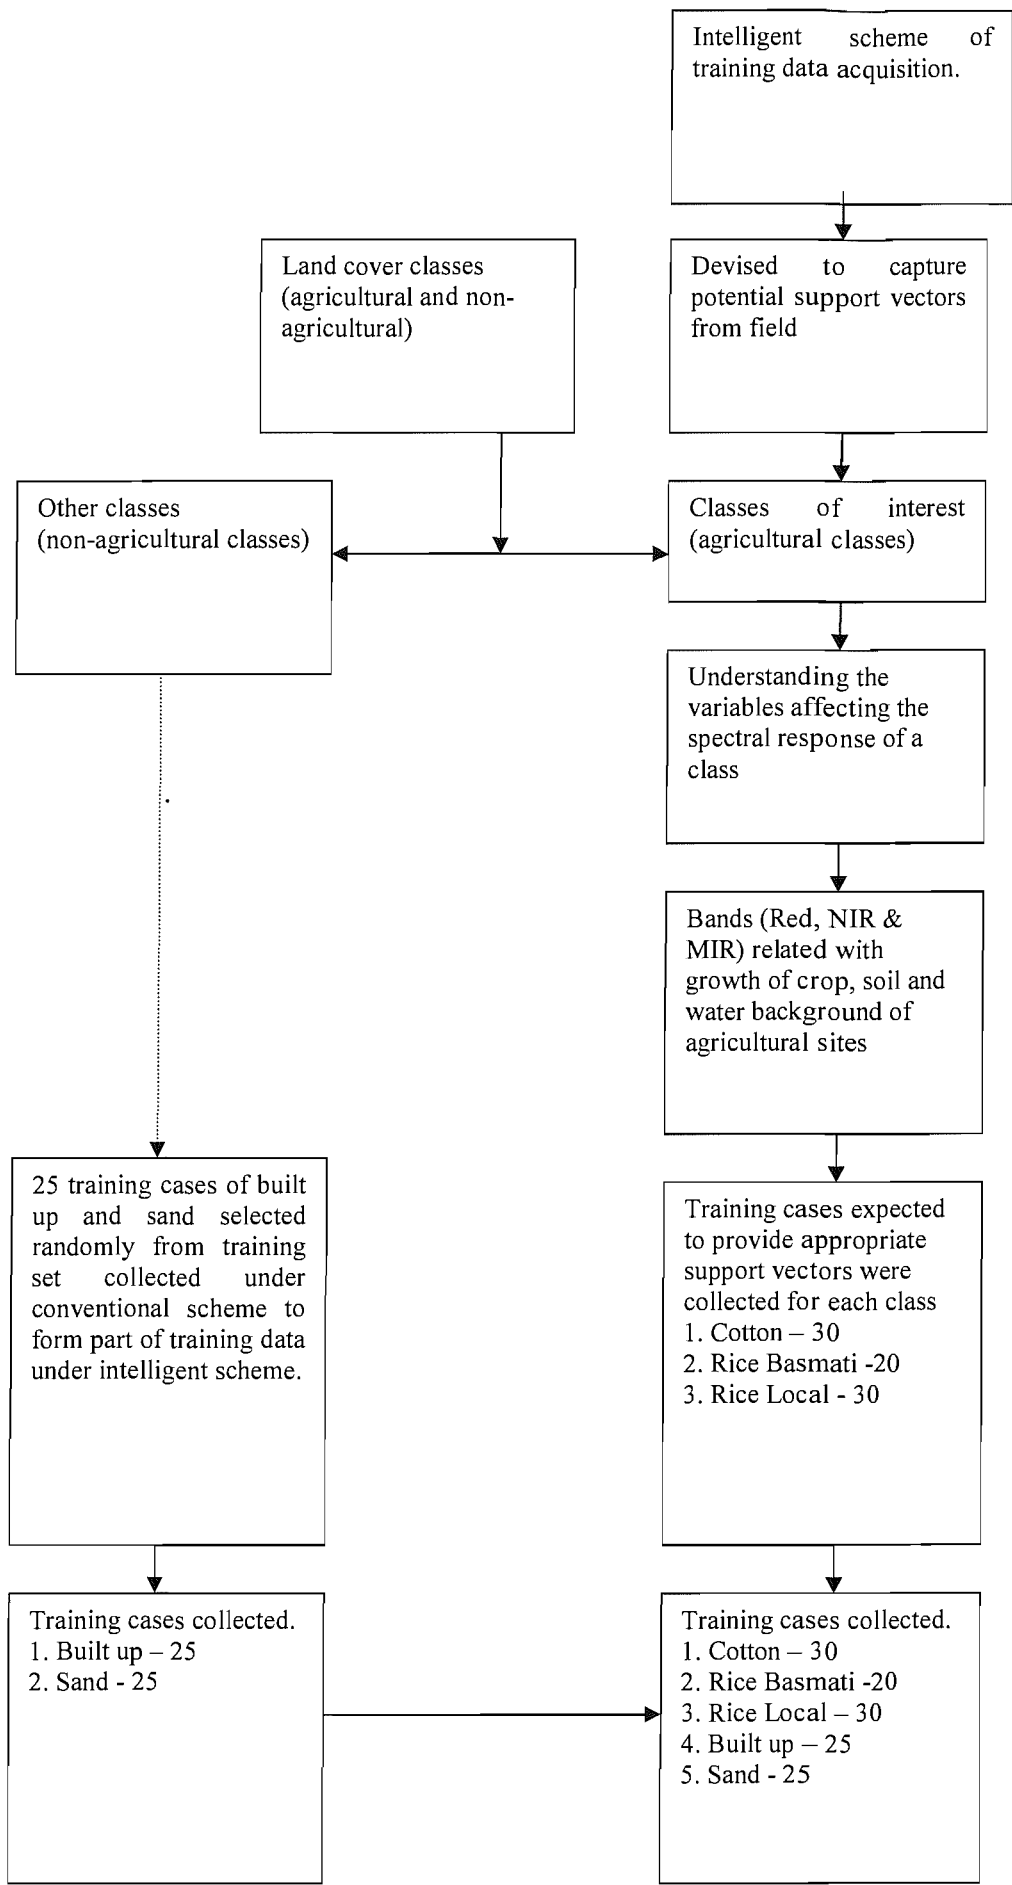 Intelligent scheme of
training data acquisition.
Land cover classes
(agricultural and non-
agricultural)
Devised to capture
potential support vectors
from field
Other classes
(non-agricultural classes)
Classes of interest
(agricultural classes)
Understanding the
variables affecting the
spectral response of a
class
Bands (Red, NIR &
MIR) related with
growth of crop, soil and
water background of
agricultural sites
25 training cases of built
up and sand selected
randomly from training
set collected under
conventional scheme to
form part of training data
under intelligent scheme.
Training cases expected
to provide appropriate
support vectors were
collected for each class
1. Cotton – 30
2. Rice Basmati -20
3. Rice Local - 30
Training cases collected.
1. Built up – 25
2. Sand - 25
Training cases collected.
1. Cotton – 30
2. Rice Basmati -20
3. Rice Local – 30
4. Built up – 25
5. Sand - 25